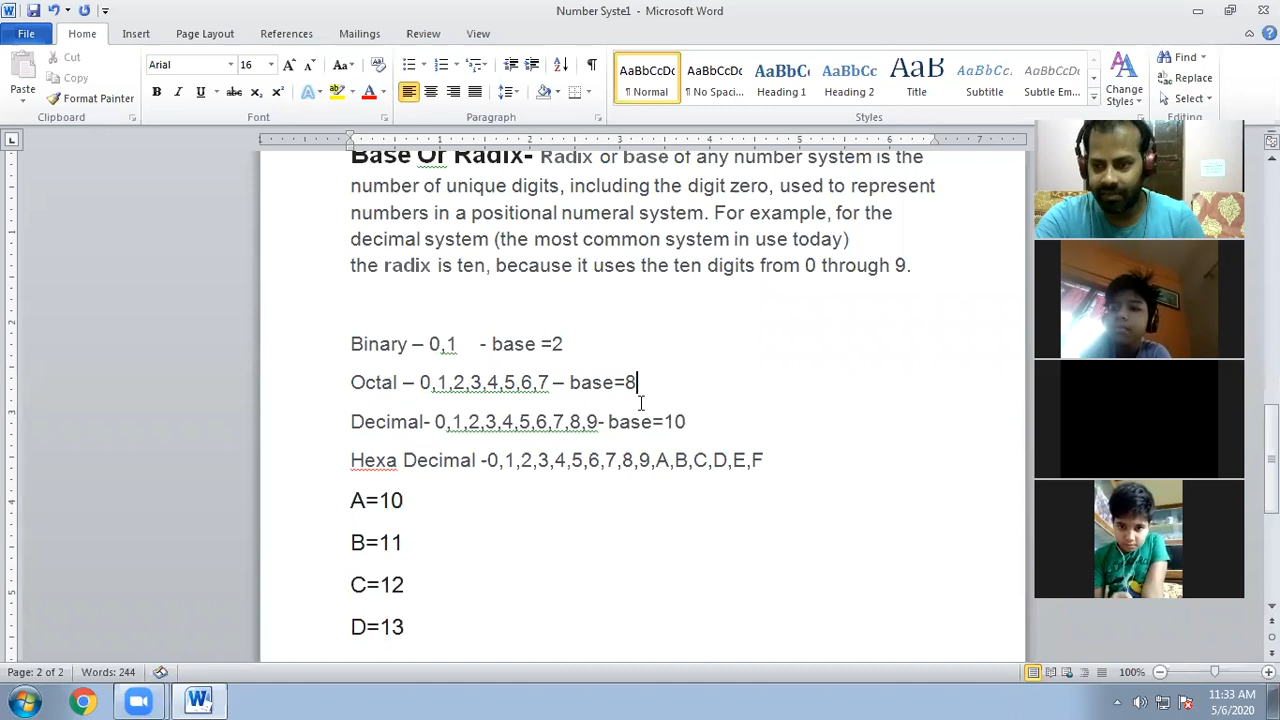 Number Syste1 - Microsoft Word
File Home Insert Page Layout References Mailings Review View
Cut
Copy
Format Painter
Paste
Clipboard
Arial 16
Font
Paragraph
AaBbCcDc AaBbCcDc AaBbCc AaBbCc AaB AaBbCc. AaBbCcDc
¶ Normal ¶ No Spaci... Heading 1 Heading 2 Title Subtitle Subtle Em...
Change Styles
Styles
Find
Replace
Select
Editing
Base Or Radix- Radix or base of any number system is the
number of unique digits, including the digit zero, used to represent
numbers in a positional numeral system. For example, for the
decimal system (the most common system in use today)
the radix is ten, because it uses the ten digits from 0 through 9.
Binary – 0,1 - base =2
Octal – 0,1,2,3,4,5,6,7 – base=8
Decimal- 0,1,2,3,4,5,6,7,8,9- base=10
Hexa Decimal -0,1,2,3,4,5,6,7,8,9,A,B,C,D,E,F
A=10
B=11
C=12
D=13
Page: 2 of 2 Words: 244
100%
11:33 AM
5/6/2020